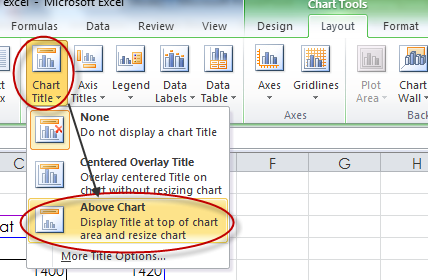 excel - Microsoft Excel
Chart Tools
Formulas Data Review View Design Layout Format
Chart Title Axis Titles Legend Data Labels Data Table Axes Gridlines Plot Area Chart Wall
Axes
None
Do not display a chart Title
Centered Overlay Title
Overlay centered Title on
chart without resizing chart
Above Chart
Display Title at top of chart
area and resize chart
More Title Options...
C F G H
at
1400 1420